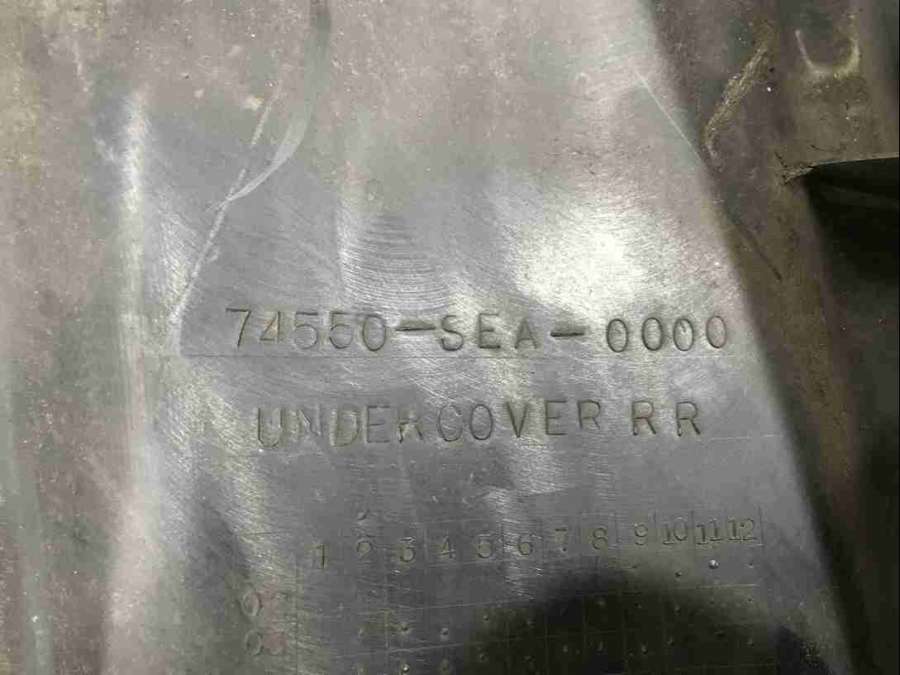 74550-SEA-0000
UNDERCOVER RR
1 2 3 4 5 6 7 8 9 10 11 12